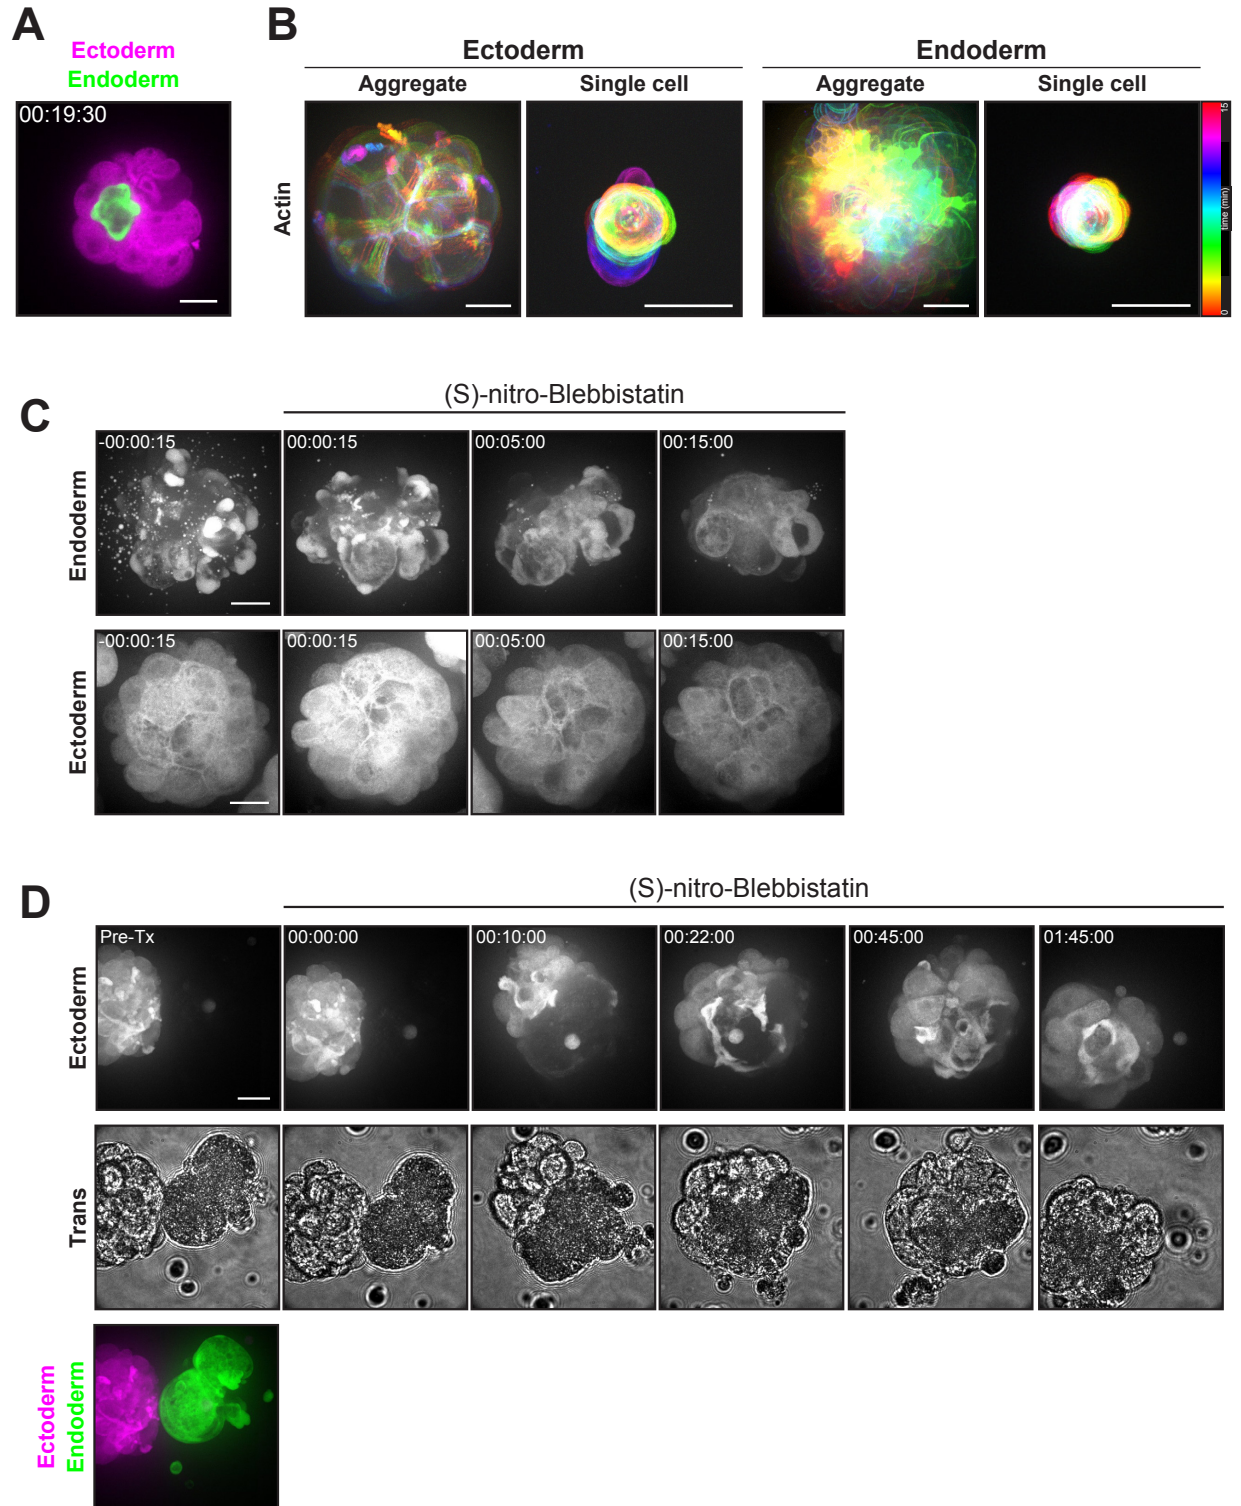 A
Ectoderm
Endoderm
00:19:30
B
Ectoderm
Endoderm
Aggregate
Single cell
Aggregate
Single cell
Actin
15
time (min)
0
C
(S)-nitro-Blebbistatin
Endoderm
-00:00:15
00:00:15
00:05:00
00:15:00
Ectoderm
-00:00:15
00:00:15
00:05:00
00:15:00
D
(S)-nitro-Blebbistatin
Ectoderm
Pre-Tx
00:00:00
00:10:00
00:22:00
00:45:00
01:45:00
Trans
Ectoderm
Endoderm